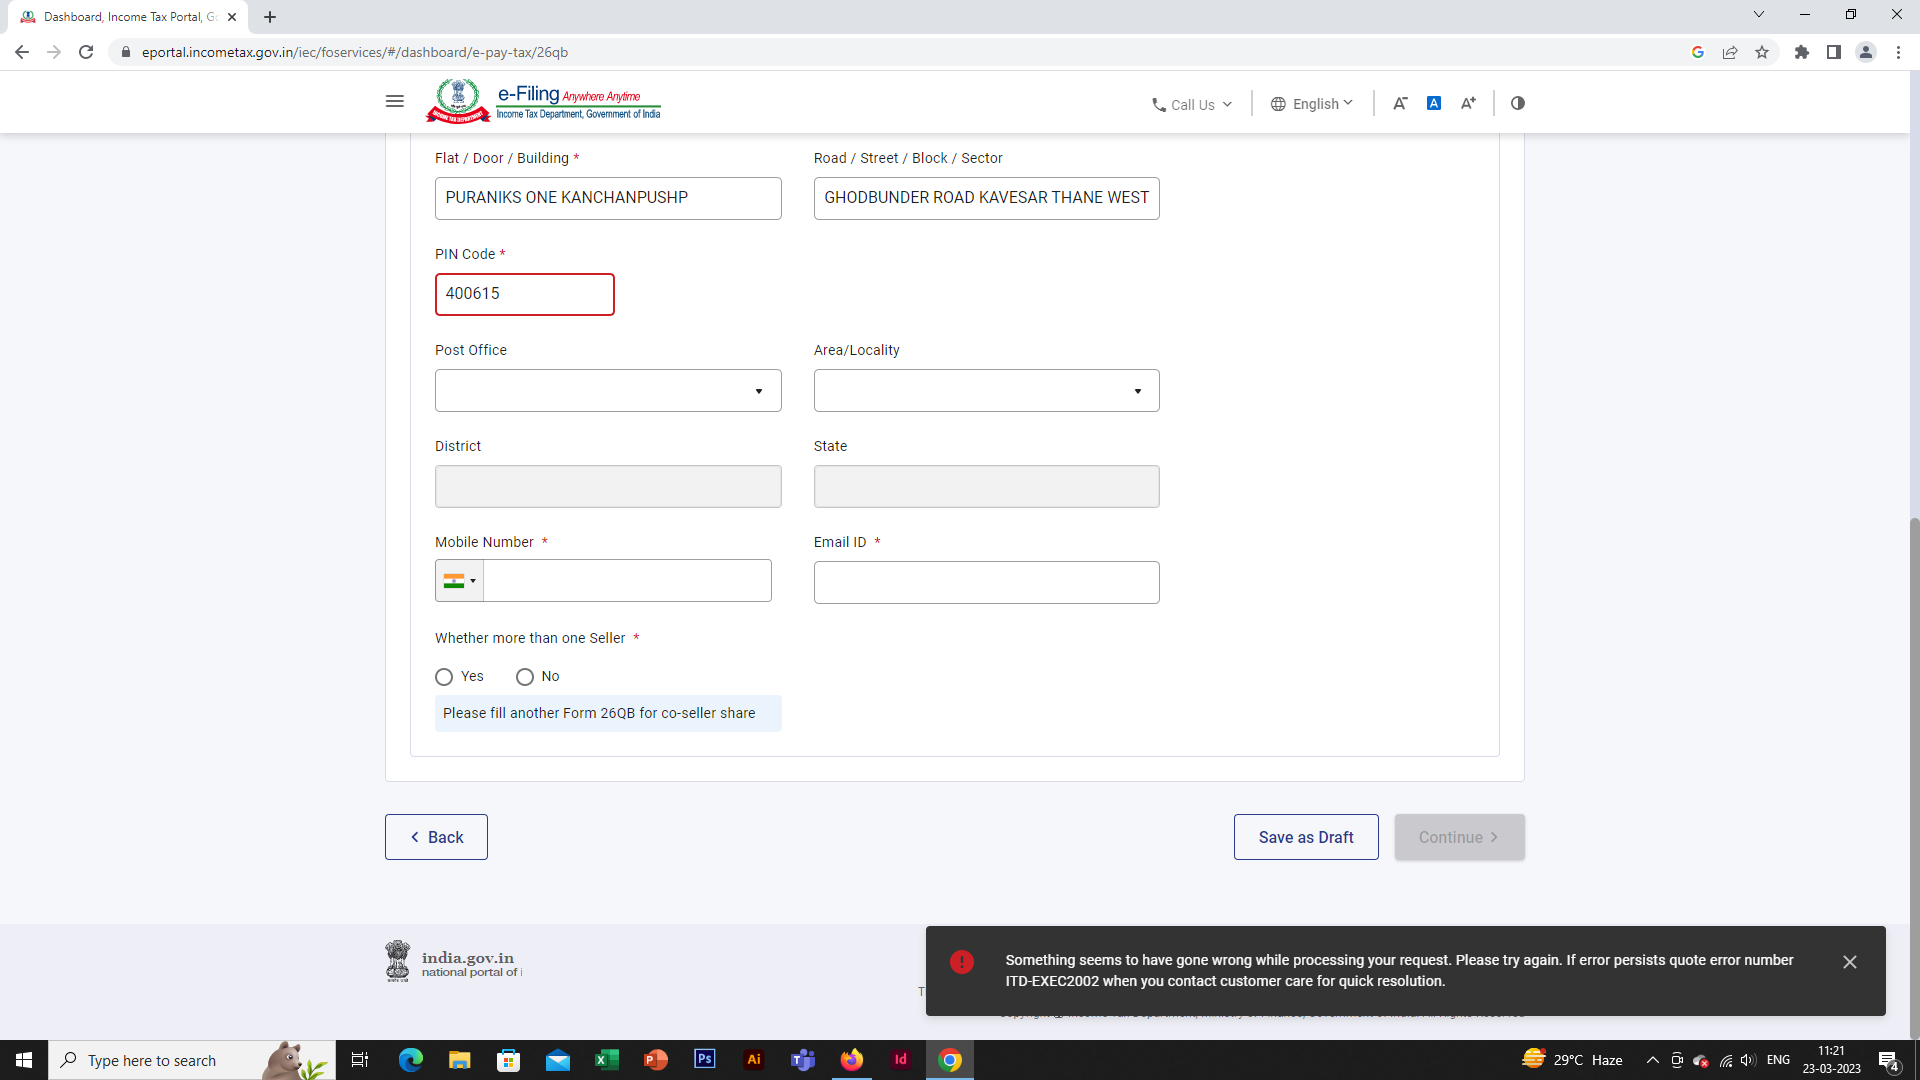 Dashboard, Income Tax Portal, Go
eportal.incometax.gov.in/iec/foservices/#/dashboard/e-pay-tax/26qb
e-Filing Anywhere Anytime
Income Tax Department, Government of India
Call Us
English
A-
A
A+
Flat / Door / Building *
Road / Street / Block / Sector
PURANIKS ONE KANCHANPUSHP
GHODBUNDER ROAD KAVESAR THANE WEST
PIN Code *
400615
Post Office
Area/Locality
District
State
Mobile Number *
Email ID *
Whether more than one Seller *
Yes
No
Please fill another Form 26QB for co-seller share
Back
Save as Draft
Continue
india.gov.in
national portal of i
Something seems to have gone wrong while processing your request. Please try again. If error persists quote error number
ITD-EXEC2002 when you contact customer care for quick resolution.
Type here to search
Ps
Ai
Id
29°C Haze
ENG
11:21
23-03-2023
4